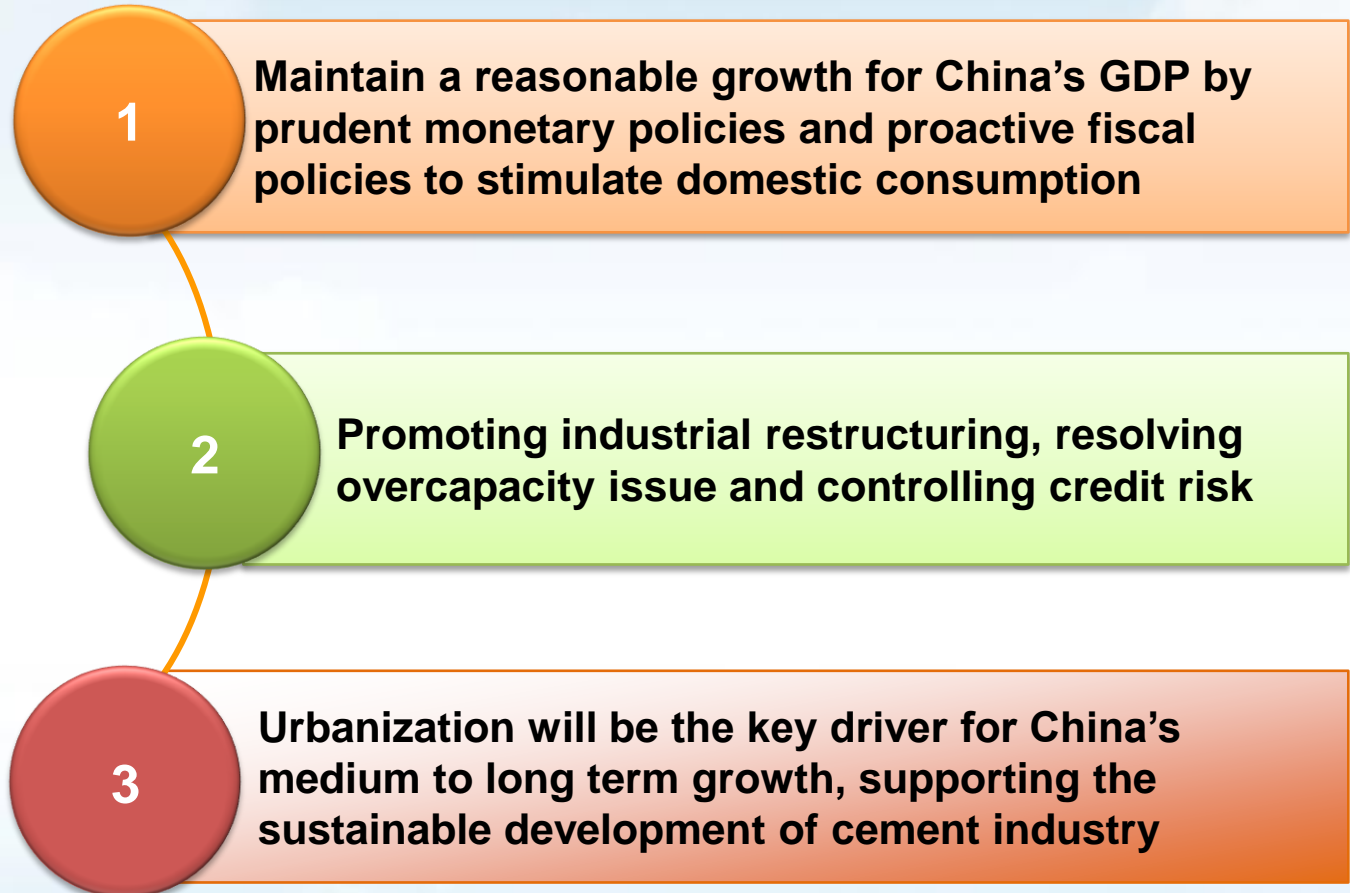 1
Maintain a reasonable growth for China’s GDP by
prudent monetary policies and proactive fiscal
policies to stimulate domestic consumption
2
Promoting industrial restructuring, resolving
overcapacity issue and controlling credit risk
3
Urbanization will be the key driver for China’s
medium to long term growth, supporting the
sustainable development of cement industry